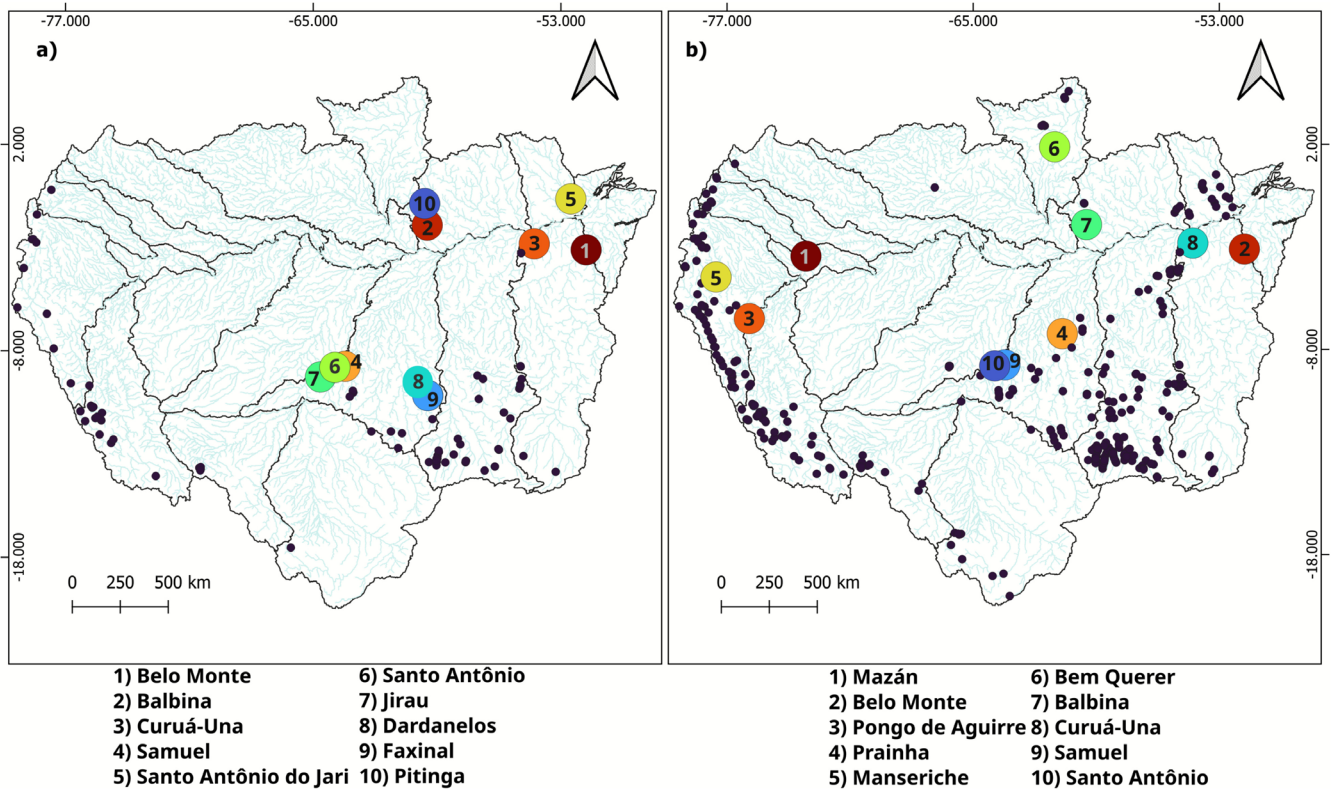 -77.000 -65.000 -53.000
a)
2.000
-8.000
-18.000
10
5
2
3
1
6
4
7
8
9
0 250 500 km
1) Belo Monte
2) Balbina
3) Curuá-Una
4) Samuel
5) Santo Antônio do Jari
6) Santo Antônio
7) Jirau
8) Dardanelos
9) Faxinal
10) Pitinga
-77.000 -65.000 -53.000
b)
2.000
-8.000
-18.000
6
7
8
2
1
5
3
4
10
9
0 250 500 km
1) Mazán
2) Belo Monte
3) Pongo de Aguirre
4) Prainha
5) Manseriche
6) Bem Querer
7) Balbina
8) Curuá-Una
9) Samuel
10) Santo Antônio